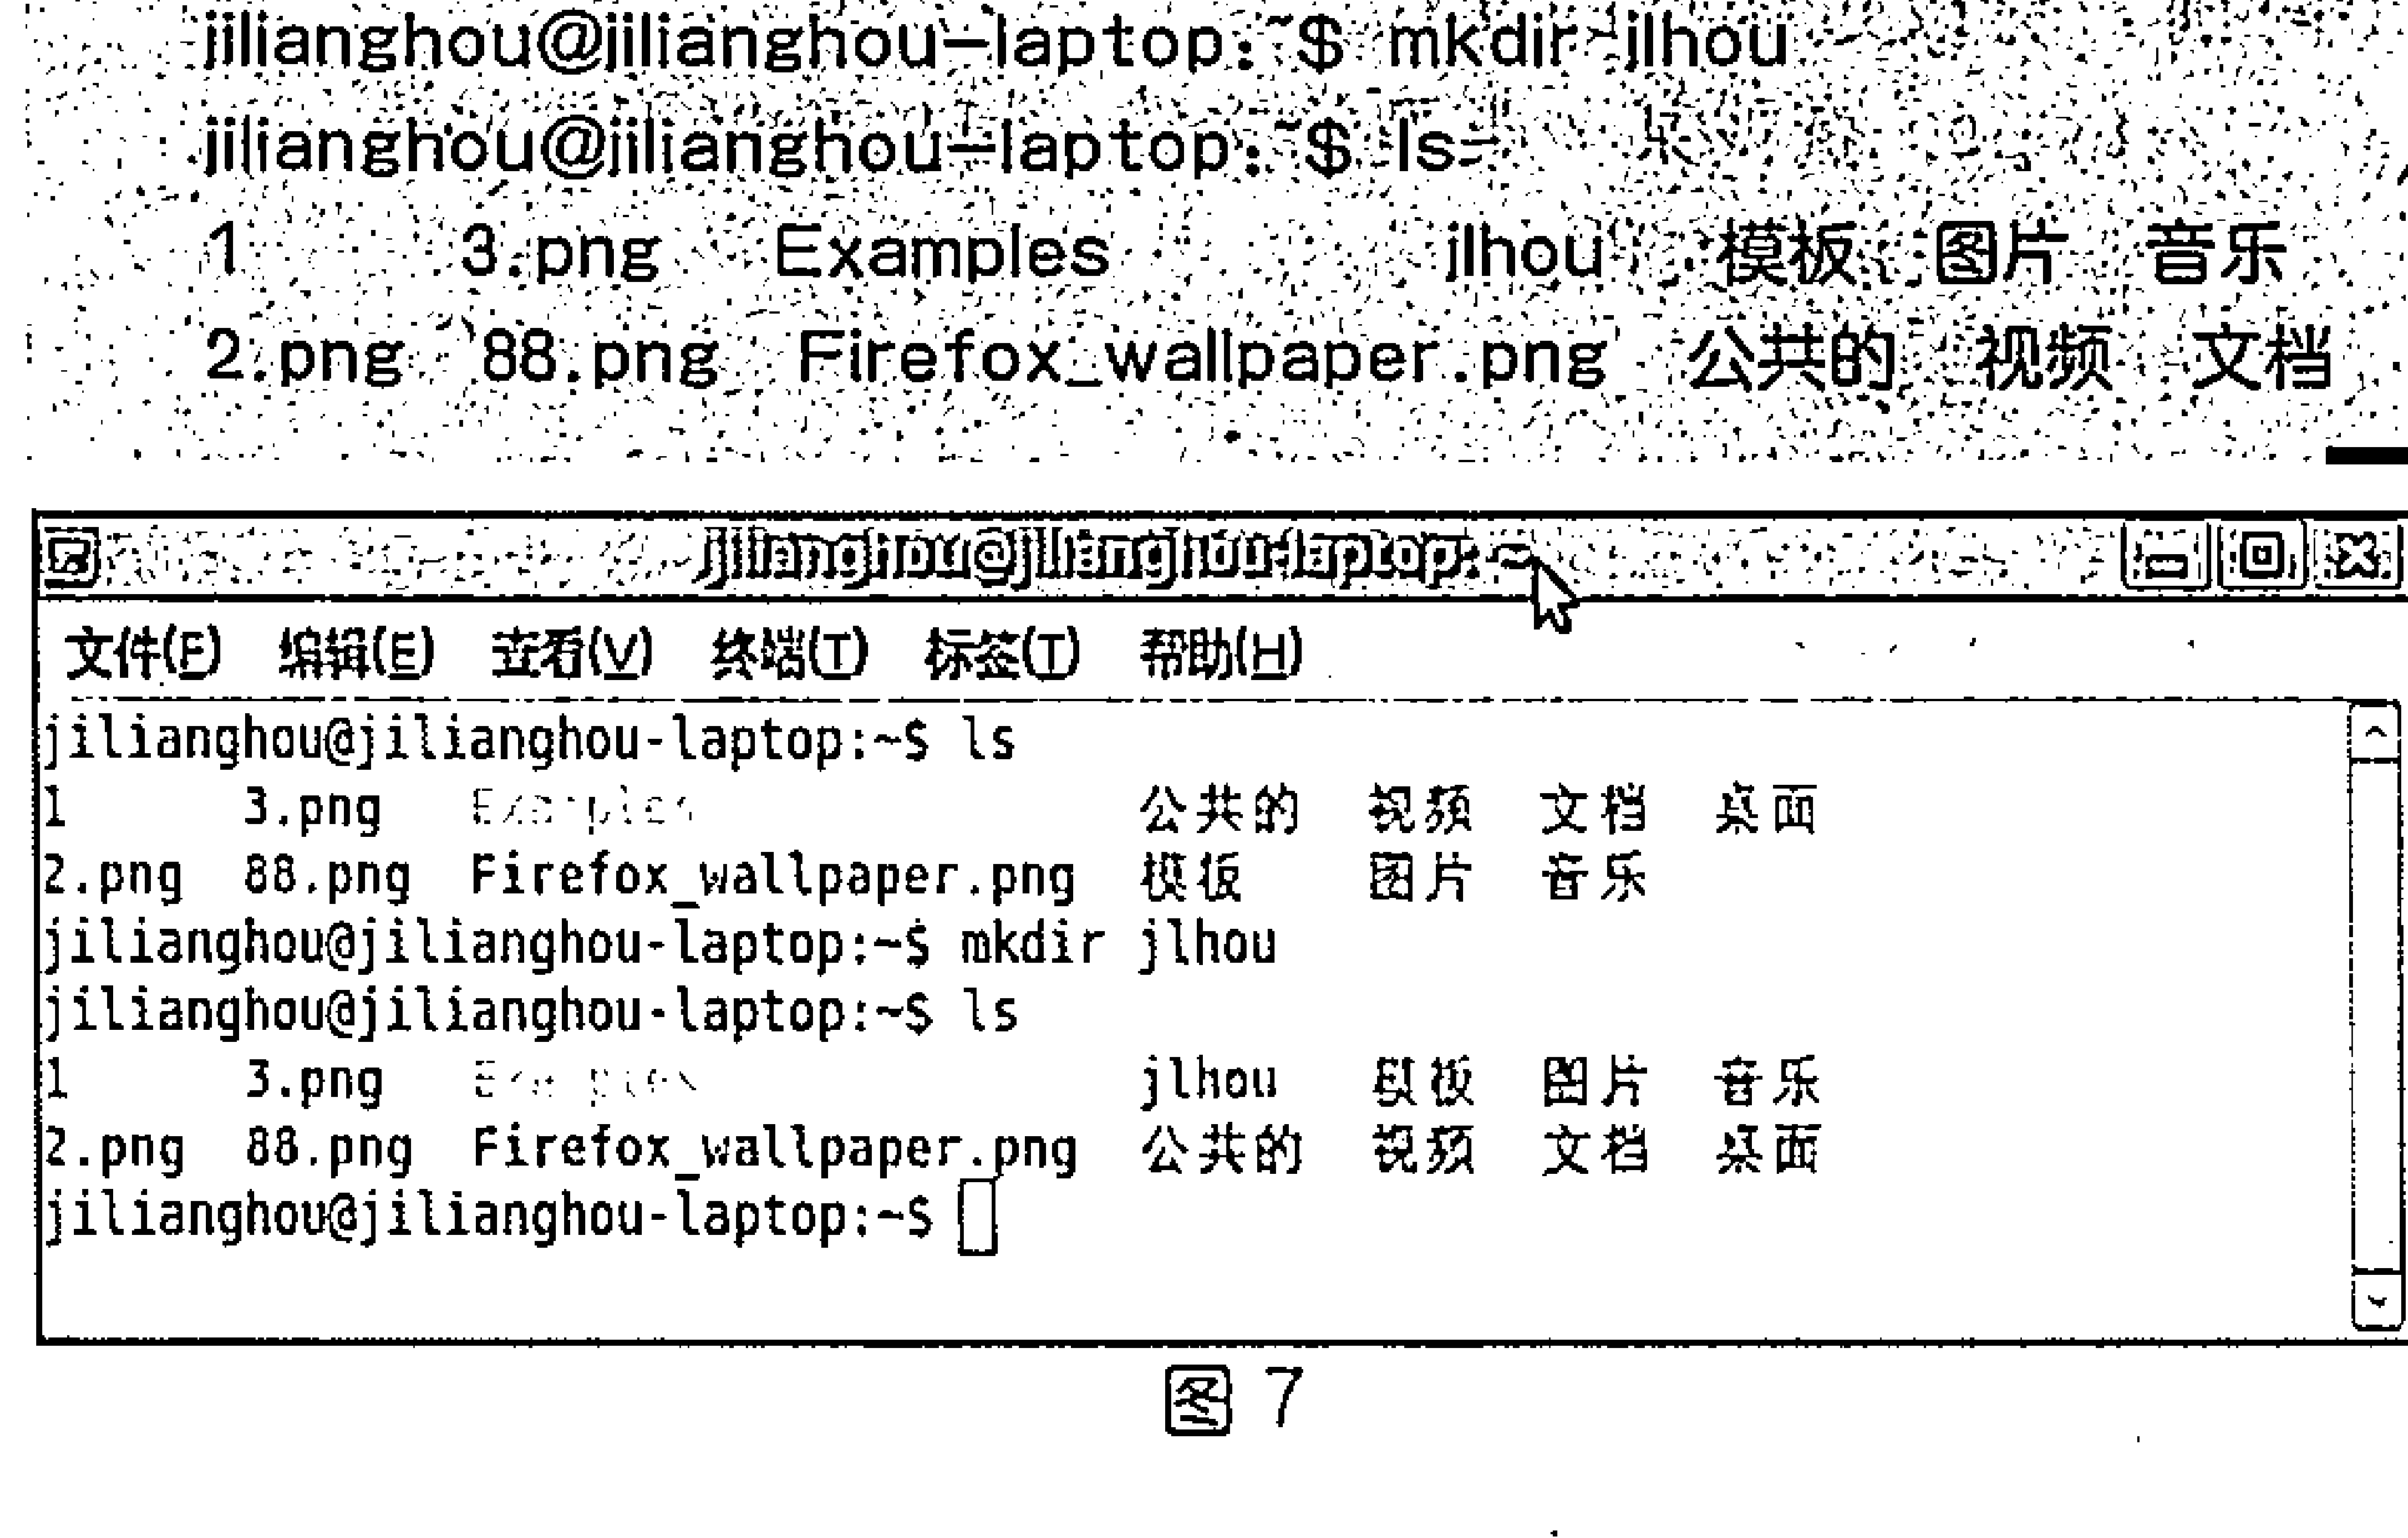 jilianghou@jilianghou-laptop:~$ mkdir jlhou
jilianghou@jilianghou-laptop:~$ ls
1 3.png Examples jlhou 模板 图片 音乐
2.png 88.png Firefox_wallpaper.png 公共的 视频 文档
jilianghou@jilianghou-laptop: ~
文件(F) 编辑(E) 查看(V) 终端(T) 标签(T) 帮助(H)
jilianghou@jilianghou-laptop:~$ ls
1 3.png Examples 公共的 视频 文档 桌面
2.png 88.png Firefox_wallpaper.png 模板 图片 音乐
jilianghou@jilianghou-laptop:~$ mkdir jlhou
jilianghou@jilianghou-laptop:~$ ls
1 3.png Examples jlhou 模板 图片 音乐
2.png 88.png Firefox_wallpaper.png 公共的 视频 文档 桌面
jilianghou@jilianghou-laptop:~$
图 7